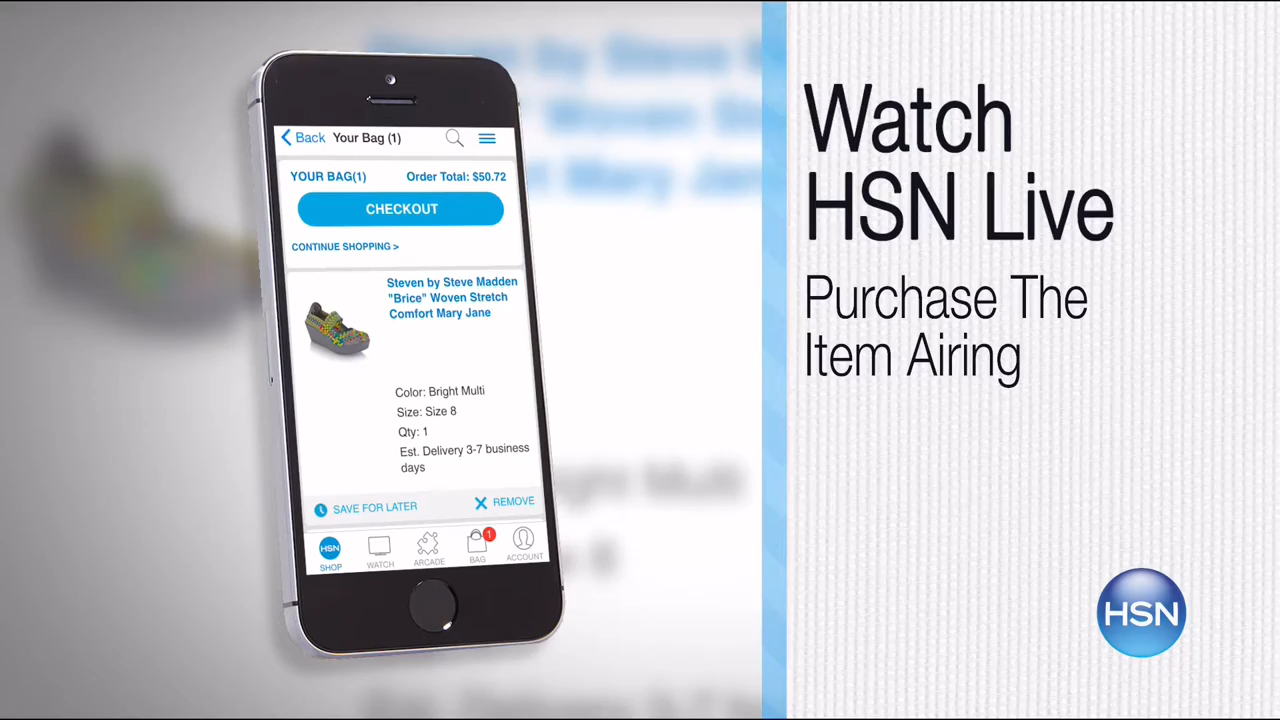 Back Your Bag (1)
YOUR BAG(1) Order Total: $50.72
CHECKOUT
CONTINUE SHOPPING >
Steven by Steve Madden
"Brice" Woven Stretch
Comfort Mary Jane
Color: Bright Multi
Size: Size 8
Qty: 1
Est. Delivery 3-7 business
days
SAVE FOR LATER REMOVE
HSN
1
SHOP WATCH ARCADE BAG ACCOUNT
Watch
HSN Live
Purchase The
Item Airing
HSN